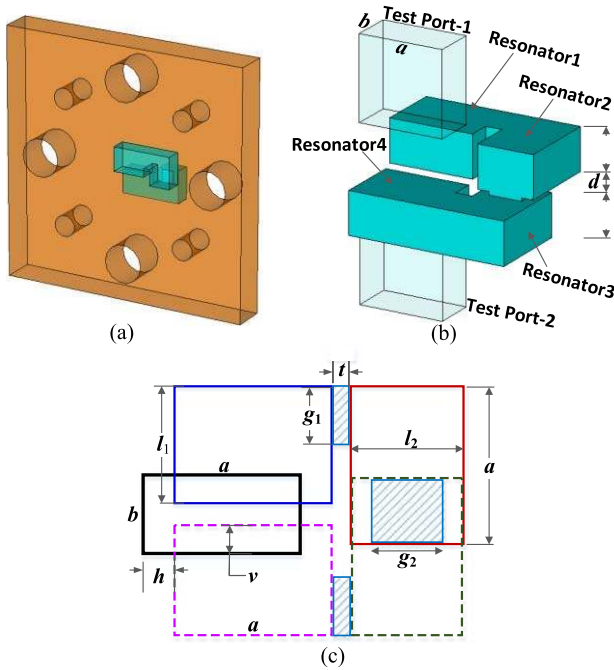 Test Port-1
b
a
Resonator1
Resonator2
Resonator4
d
Resonator3
Test Port-2
(a)
(b)
t
g1
l1
l2
a
a
b
g2
h
v
a
(c)